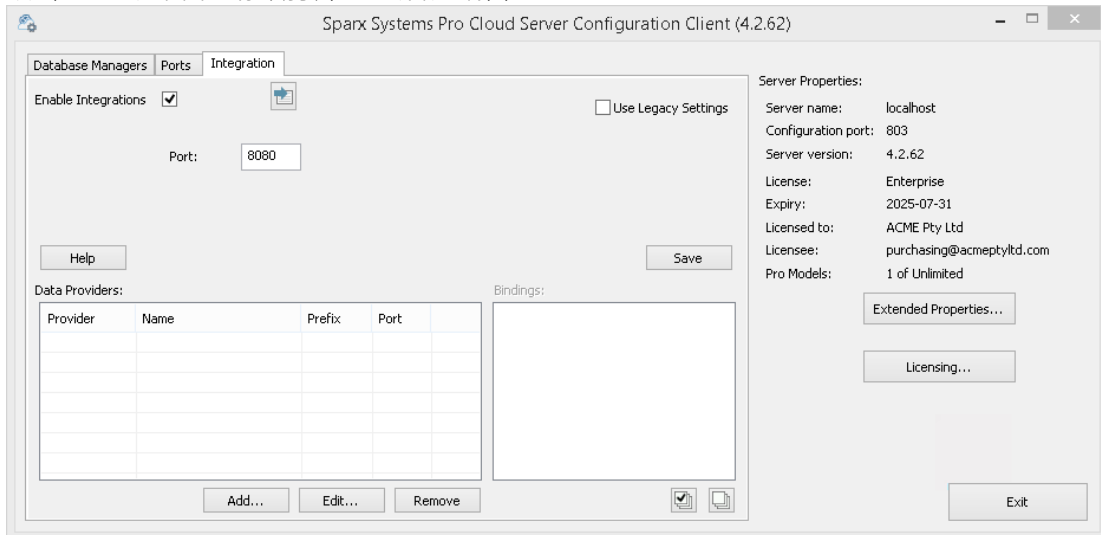 Sparx Systems Pro Cloud Server Configuration Client (4.2.62)
Database Managers
Ports
Integration
Enable Integrations
Use Legacy Settings
Port:
8080
Help
Save
Data Providers:
Provider
Name
Prefix
Port
Bindings:
Add...
Edit...
Remove
Server Properties:
Server name:
localhost
Configuration port:
803
Server version:
4.2.62
License:
Enterprise
Expiry:
2025-07-31
Licensed to:
ACME Pty Ltd
Licensee:
purchasing@acmeptyltd.com
Pro Models:
1 of Unlimited
Extended Properties...
Licensing...
Exit